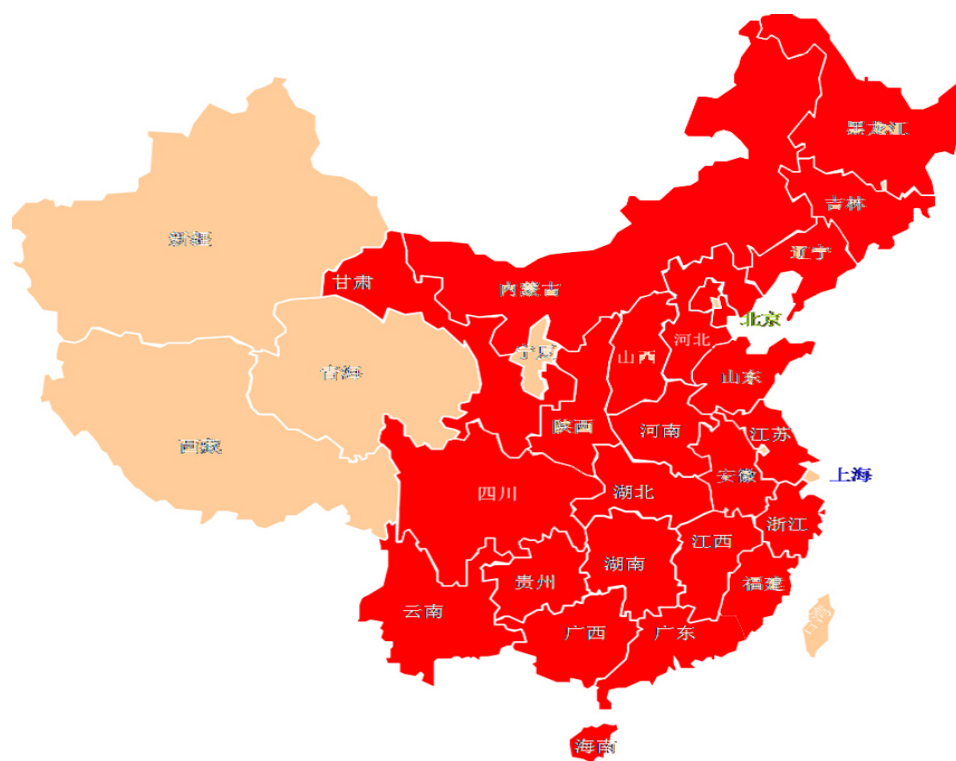 黑龙江
吉林
新疆
辽宁
甘肃
内蒙古
北京
河北
宁夏
山西
青海
山东
陕西
河南
江苏
西藏
安徽
上海
四川
湖北
浙江
江西
湖南
贵州
福建
云南
广西
广东
台湾
海南